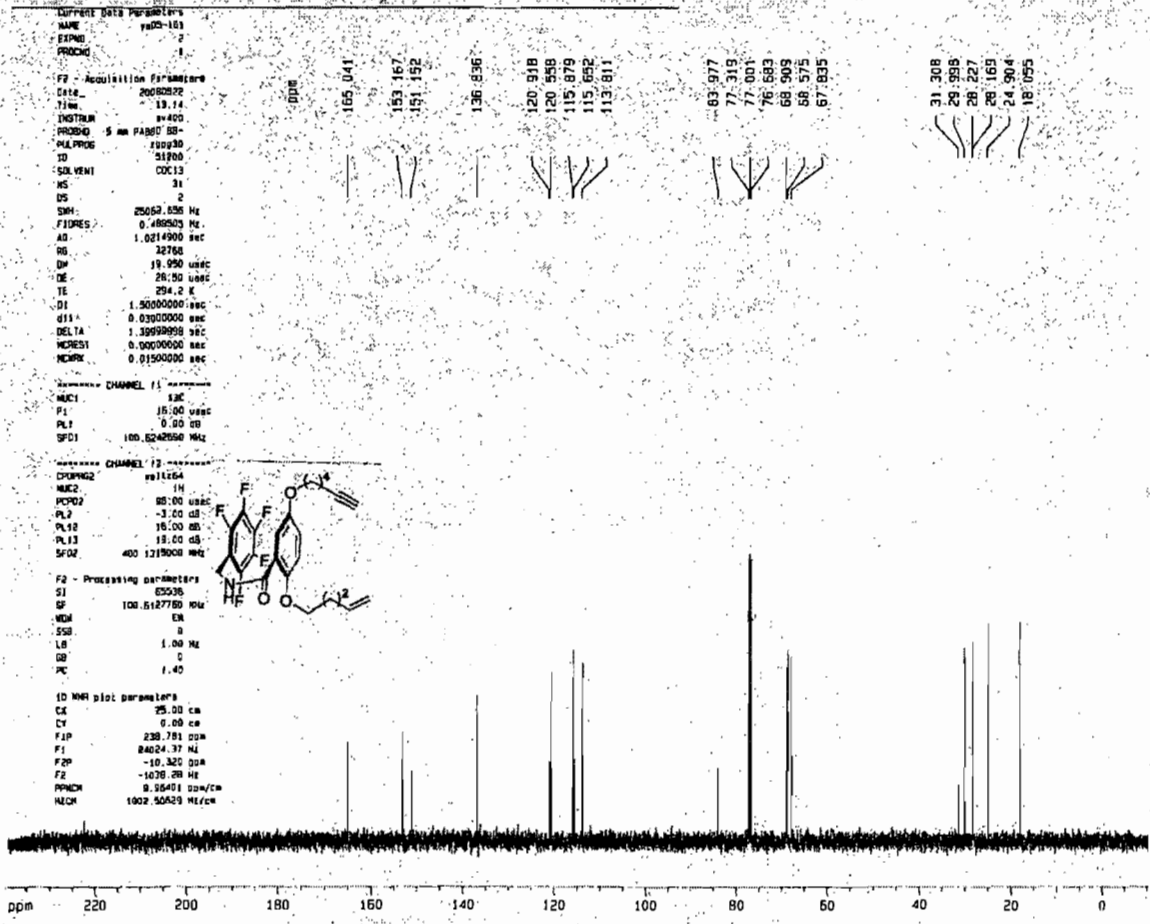 Current Data Parameters
NAME ya05-161
EXPNO 2
PROCNO 1
F2 - Acquisition Parameters
Date_ 20080922
Time 13.14
INSTRUM av400
PROBHD 5 mm PABBO BB-
PULPROG zgpg30
TD 51200
SOLVENT CDCl3
NS 31
DS 2
SWH 25062.656 Hz
FIDRES 0.489505 Hz
AQ 1.0214900 sec
RG 32768
DW 19.950 usec
DE 28.50 usec
TE 294.2 K
D1 1.50000000 sec
d11 0.03000000 sec
DELTA 1.39999998 sec
MCREST 0.00000000 sec
MCWRK 0.01500000 sec
======== CHANNEL f1 ========
NUC1 13C
P1 16.00 usec
PL1 0.00 dB
SFO1 100.6242690 MHz
======== CHANNEL f2 ========
CPDPRG2 waltz64
NUC2 1H
PCPD2 98.00 usec
PL2 -3.00 dB
PL12 16.00 dB
PL13 19.00 dB
SFO2 400.1315008 MHz
F2 - Processing parameters
SI 65536
SF 100.6127760 MHz
WDW EM
SSB 0
LB 1.00 Hz
GB 0
PC 1.40
1D NMR plot parameters
CX 25.00 cm
CY 0.00 cm
F1P 238.781 ppm
F1 24024.37 Hz
F2P -10.320 ppm
F2 -1038.28 Hz
PPMCM 9.96401 ppm/cm
HZCM 1002.50629 Hz/cm
ppm
165.041
153.167
151.152
136.836
120.918
120.558
115.879
115.652
113.811
83.977
77.319
77.001
76.683
68.909
68.575
67.835
31.308
29.998
28.227
28.169
24.904
18.055
O 4
F F F F F
N H O O 2
ppm 220 200 180 160 140 120 100 80 60 40 20 0